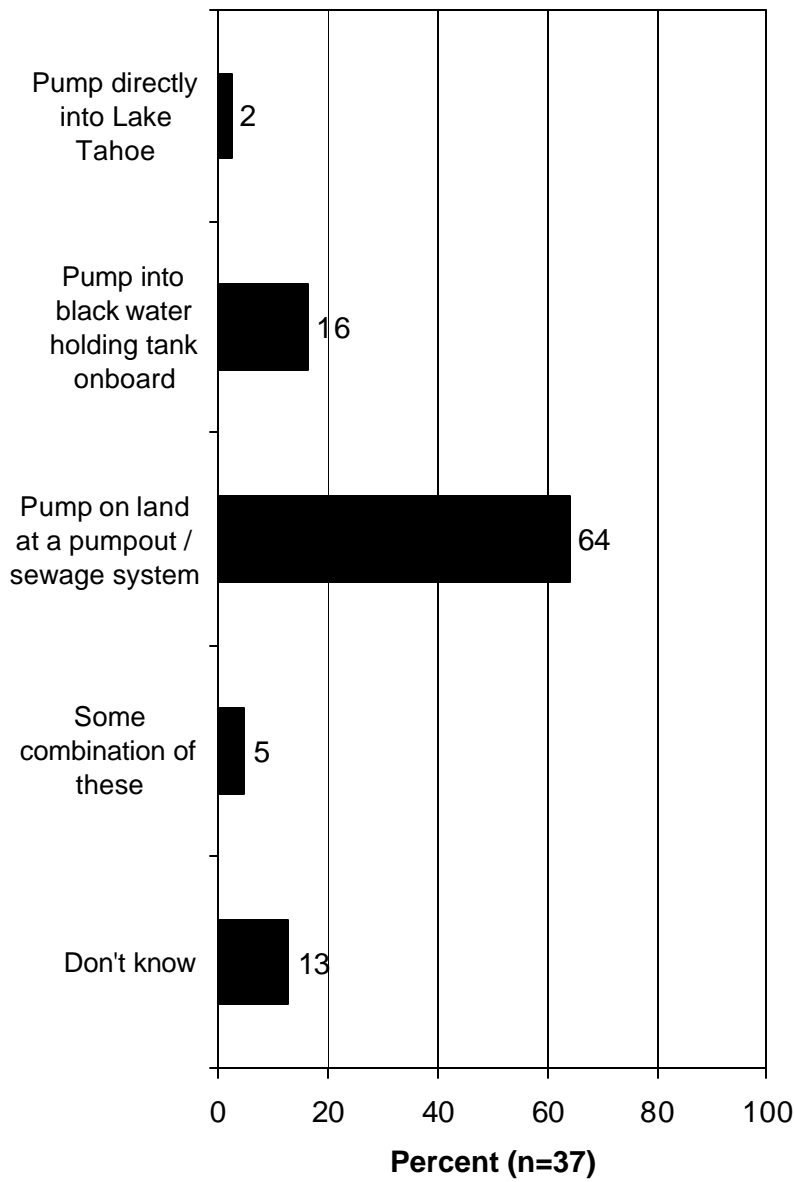 Pump directly
into Lake
Tahoe
2
Pump into
black water
holding tank
onboard
16
Pump on land
at a pumpout /
sewage system
64
Some
combination of
these
5
Don't know
13
0 20 40 60 80 100
Percent (n=37)